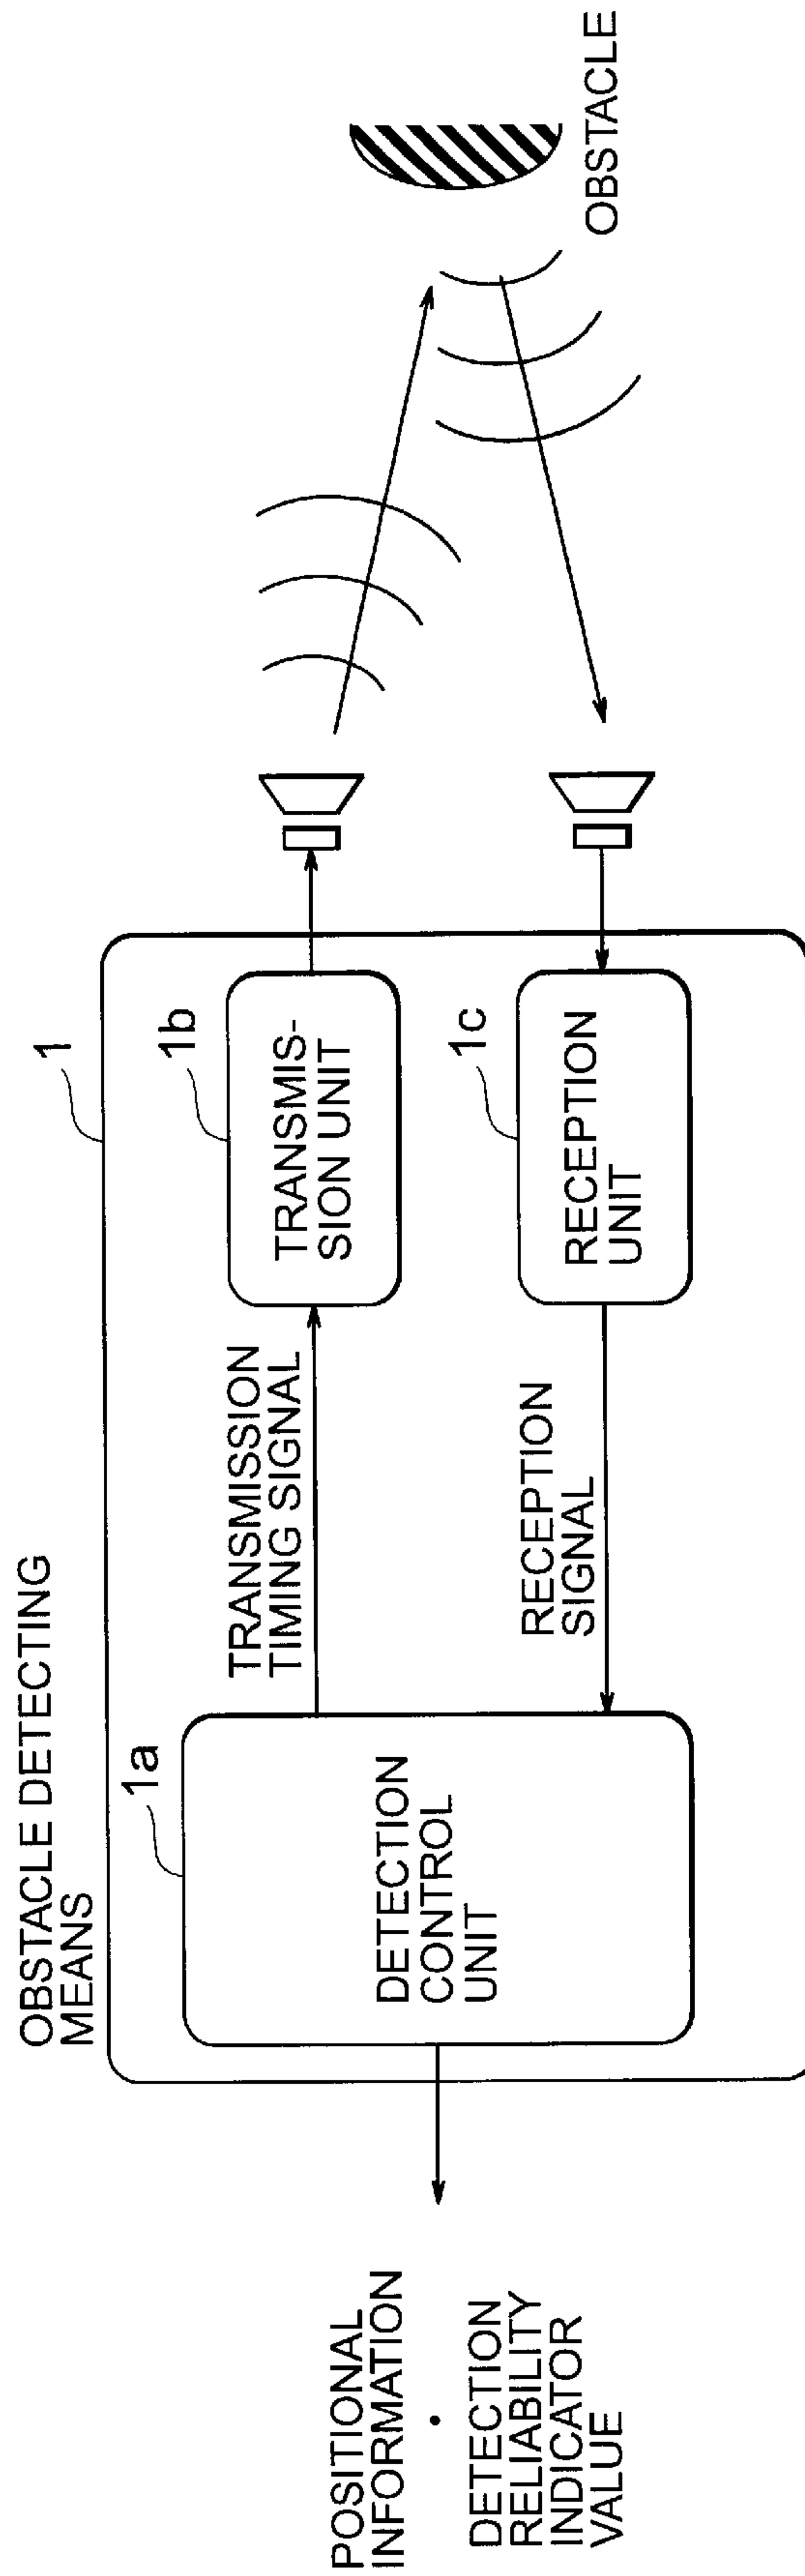 OBSTACLE DETECTING
MEANS
1
1a
DETECTION
CONTROL
UNIT
TRANSMISSION
TIMING SIGNAL
1b
TRANSMIS-
SION UNIT
RECEPTION
SIGNAL
1c
RECEPTION
UNIT
OBSTACLE
POSITIONAL
INFORMATION
•
DETECTION
RELIABILITY
INDICATOR
VALUE